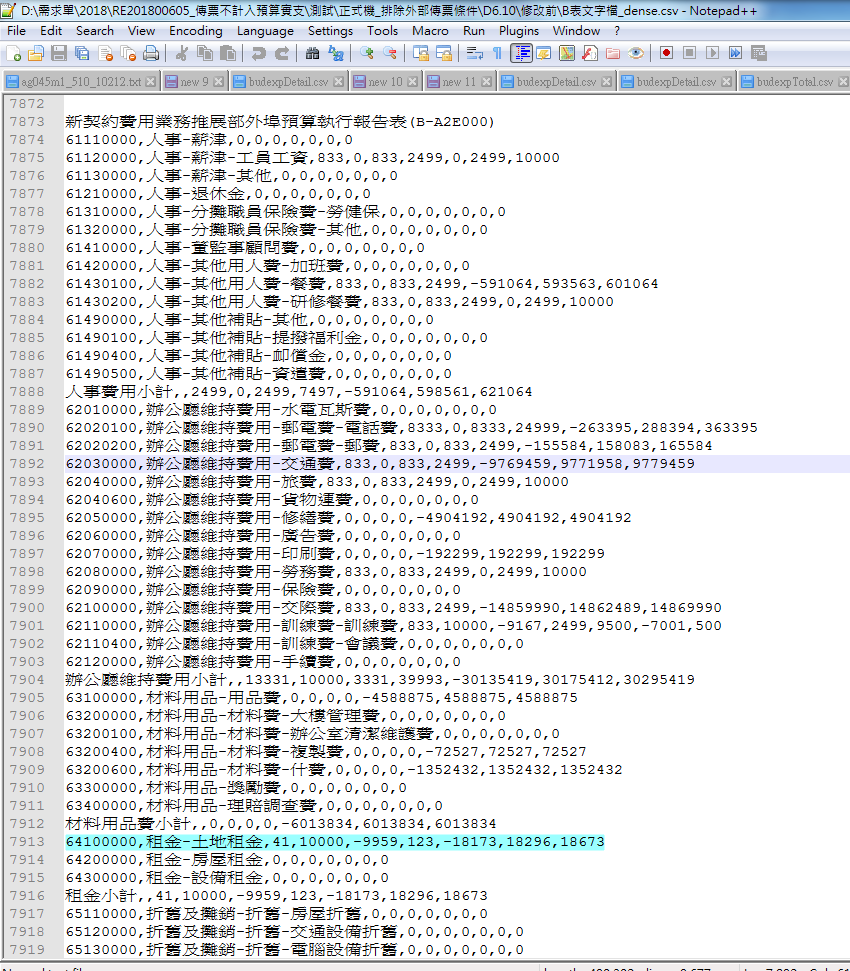 D:\需求單\2018\RE201800605_傳票不計入預算實支\測試\正式機_排除外部傳票條件\D6.10\修改前\B表文字檔_dense.csv - Notepad++
File Edit Search View Encoding Language Settings Tools Macro Run Plugins Window ?
ag045m1_510_10212.txt new 9 budexpDetail.csv new 10 new 11 budexpDetail.csv budexpDetail.csv budexpTotal.csv
7872
7873 新契約費用業務推展部外埠預算執行報告表(B-A2E000)
7874 61110000,人事-薪津,0,0,0,0,0,0,0
7875 61120000,人事-薪津-工員工資,833,0,833,2499,0,2499,10000
7876 61130000,人事-薪津-其他,0,0,0,0,0,0,0
7877 61210000,人事-退休金,0,0,0,0,0,0,0
7878 61310000,人事-分攤職員保險費-勞健保,0,0,0,0,0,0,0
7879 61320000,人事-分攤職員保險費-其他,0,0,0,0,0,0,0
7880 61410000,人事-董監事顧問費,0,0,0,0,0,0,0
7881 61420000,人事-其他用人費-加班費,0,0,0,0,0,0,0
7882 61430100,人事-其他用人費-餐費,833,0,833,2499,-591064,593563,601064
7883 61430200,人事-其他用人費-研修餐費,833,0,833,2499,0,2499,10000
7884 61490000,人事-其他補貼-其他,0,0,0,0,0,0,0
7885 61490100,人事-其他補貼-提撥福利金,0,0,0,0,0,0,0
7886 61490400,人事-其他補貼-卹償金,0,0,0,0,0,0,0
7887 61490500,人事-其他補貼-資遣費,0,0,0,0,0,0,0
7888 人事費用小計,,2499,0,2499,7497,-591064,598561,621064
7889 62010000,辦公廳維持費用-水電瓦斯費,0,0,0,0,0,0,0
7890 62020100,辦公廳維持費用-郵電費-電話費,8333,0,8333,24999,-263395,288394,363395
7891 62020200,辦公廳維持費用-郵電費-郵費,833,0,833,2499,-155584,158083,165584
7892 62030000,辦公廳維持費用-交通費,833,0,833,2499,-9769459,9771958,9779459
7893 62040000,辦公廳維持費用-旅費,833,0,833,2499,0,2499,10000
7894 62040600,辦公廳維持費用-貨物運費,0,0,0,0,0,0,0
7895 62050000,辦公廳維持費用-修繕費,0,0,0,0,-4904192,4904192,4904192
7896 62060000,辦公廳維持費用-廣告費,0,0,0,0,0,0,0
7897 62070000,辦公廳維持費用-印刷費,0,0,0,0,-192299,192299,192299
7898 62080000,辦公廳維持費用-勞務費,833,0,833,2499,0,2499,10000
7899 62090000,辦公廳維持費用-保險費,0,0,0,0,0,0,0
7900 62100000,辦公廳維持費用-交際費,833,0,833,2499,-14859990,14862489,14869990
7901 62110000,辦公廳維持費用-訓練費-訓練費,833,10000,-9167,2499,9500,-7001,500
7902 62110400,辦公廳維持費用-訓練費-會議費,0,0,0,0,0,0,0
7903 62120000,辦公廳維持費用-手續費,0,0,0,0,0,0,0
7904 辦公廳維持費用小計,,13331,10000,3331,39993,-30135419,30175412,30295419
7905 63100000,材料用品-用品費,0,0,0,0,-4588875,4588875,4588875
7906 63200000,材料用品-材料費-大樓管理費,0,0,0,0,0,0,0
7907 63200100,材料用品-材料費-辦公室清潔維護費,0,0,0,0,0,0,0
7908 63200400,材料用品-材料費-複製費,0,0,0,0,-72527,72527,72527
7909 63200600,材料用品-材料費-什費,0,0,0,0,-1352432,1352432,1352432
7910 63300000,材料用品-獎勵費,0,0,0,0,0,0,0
7911 63400000,材料用品-理賠調查費,0,0,0,0,0,0,0
7912 材料用品費小計,,0,0,0,0,-6013834,6013834,6013834
7913 64100000,租金-土地租金,41,10000,-9959,123,-18173,18296,18673
7914 64200000,租金-房屋租金,0,0,0,0,0,0,0
7915 64300000,租金-設備租金,0,0,0,0,0,0,0
7916 租金小計,,41,10000,-9959,123,-18173,18296,18673
7917 65110000,折舊及攤銷-折舊-房屋折舊,0,0,0,0,0,0,0
7918 65120000,折舊及攤銷-折舊-交通設備折舊,0,0,0,0,0,0,0
7919 65130000,折舊及攤銷-折舊-電腦設備折舊,0,0,0,0,0,0,0